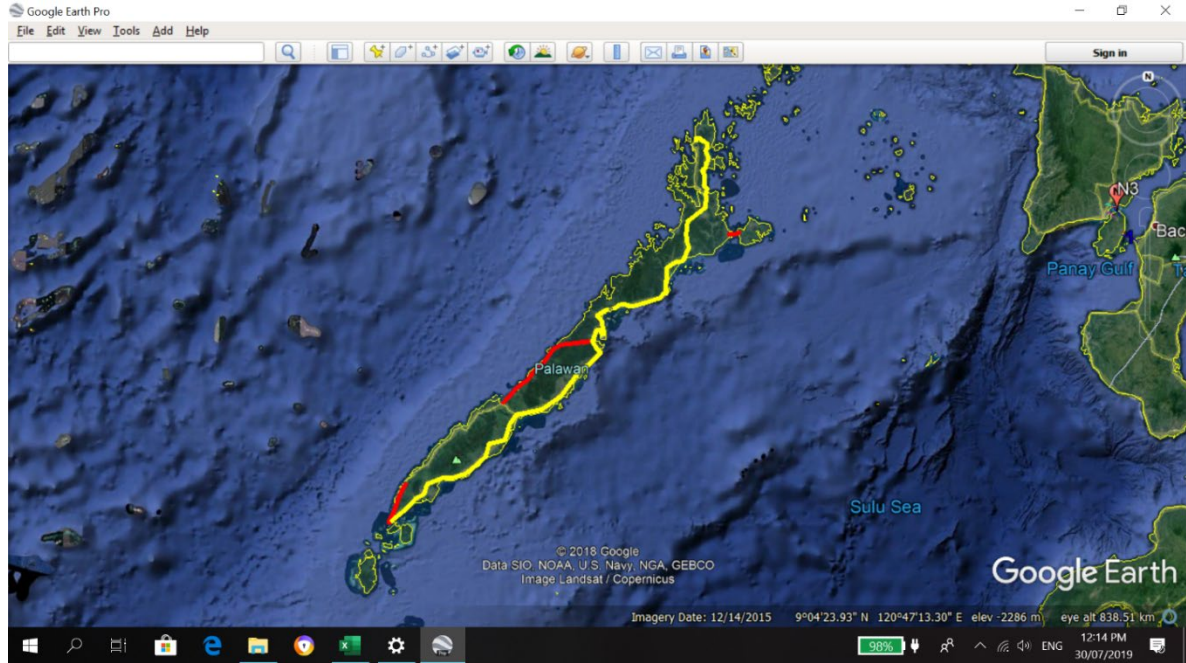 Google Earth Pro
File Edit View Tools Add Help
Sign in
N
N3
Bac
Panay Gulf
Palawan
Sulu Sea
© 2018 Google
Data SIO, NOAA, U.S. Navy, NGA, GEBCO
Image Landsat / Copernicus
Google Earth
Imagery Date: 12/14/2015 9°04'23.93" N 120°47'13.30" E elev -2286 m eye alt 838.51 km
98% ENG 12:14 PM
30/07/2019